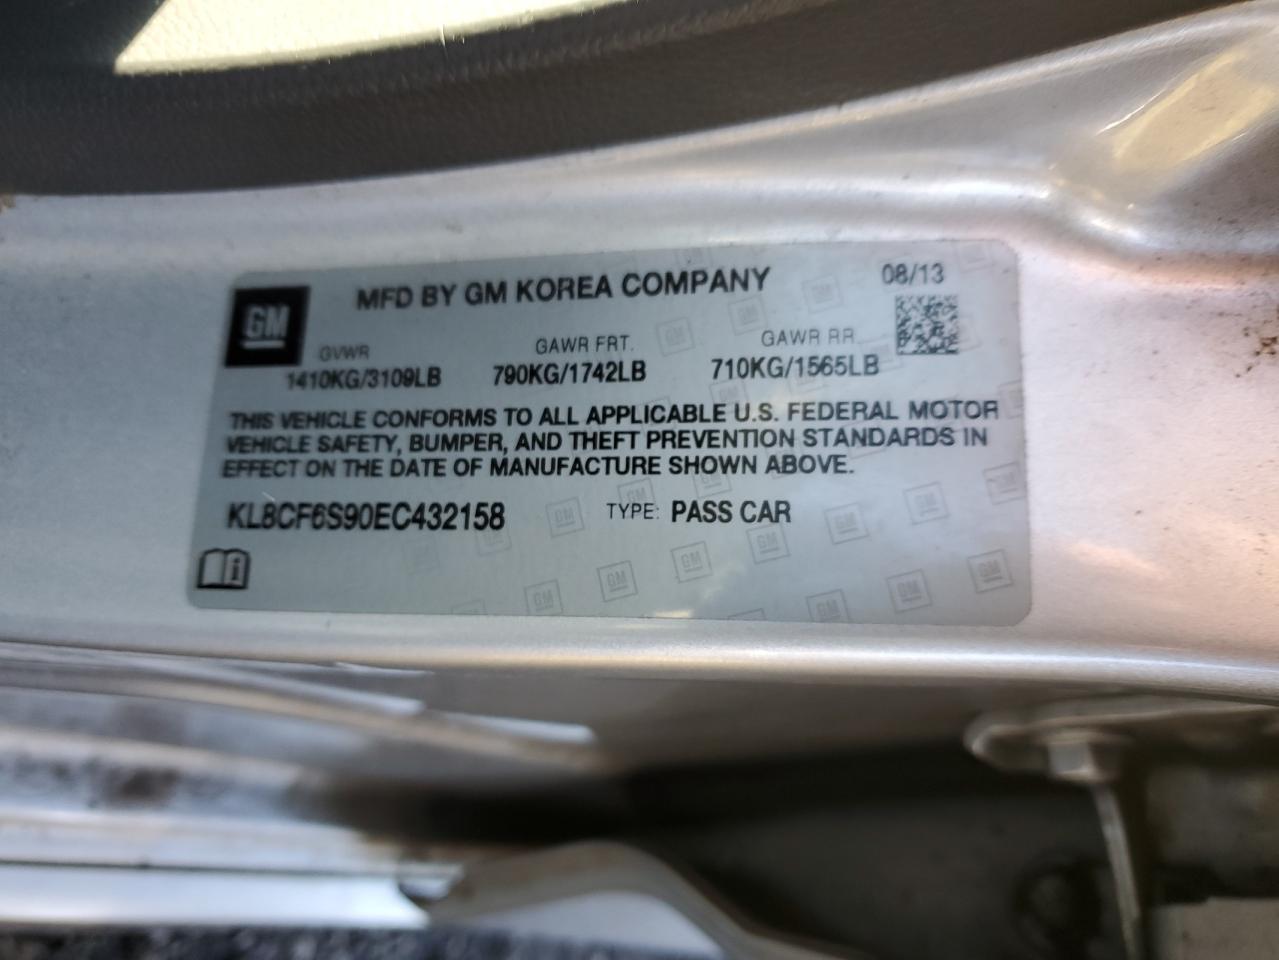 MFD BY GM KOREA COMPANY 08/13
GM
GVWR GAWR FRT. GAWR RR.
1410KG/3109LB 790KG/1742LB 710KG/1565LB
THIS VEHICLE CONFORMS TO ALL APPLICABLE U.S. FEDERAL MOTOR
VEHICLE SAFETY, BUMPER, AND THEFT PREVENTION STANDARDS IN
EFFECT ON THE DATE OF MANUFACTURE SHOWN ABOVE.
KL8CF6S90EC432158 TYPE: PASS CAR